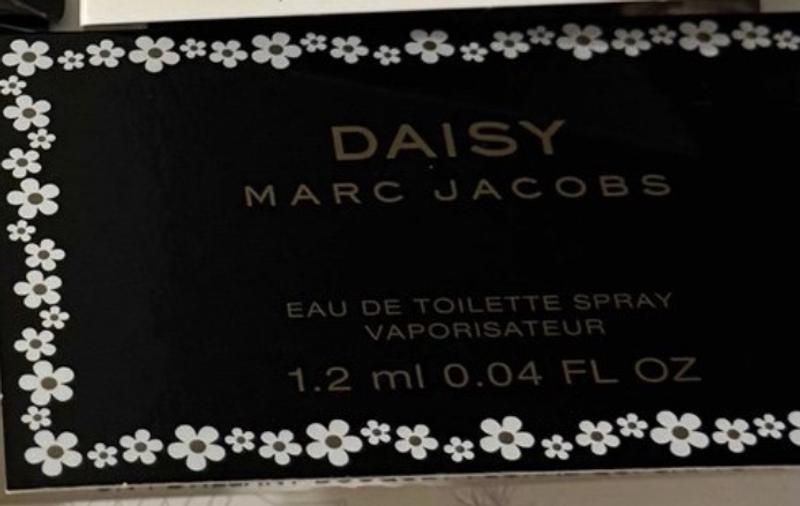 DAISY
MARC JACOBS
EAU DE TOILETTE SPRAY
VAPORISATEUR
1.2 ml 0.04 FL OZ